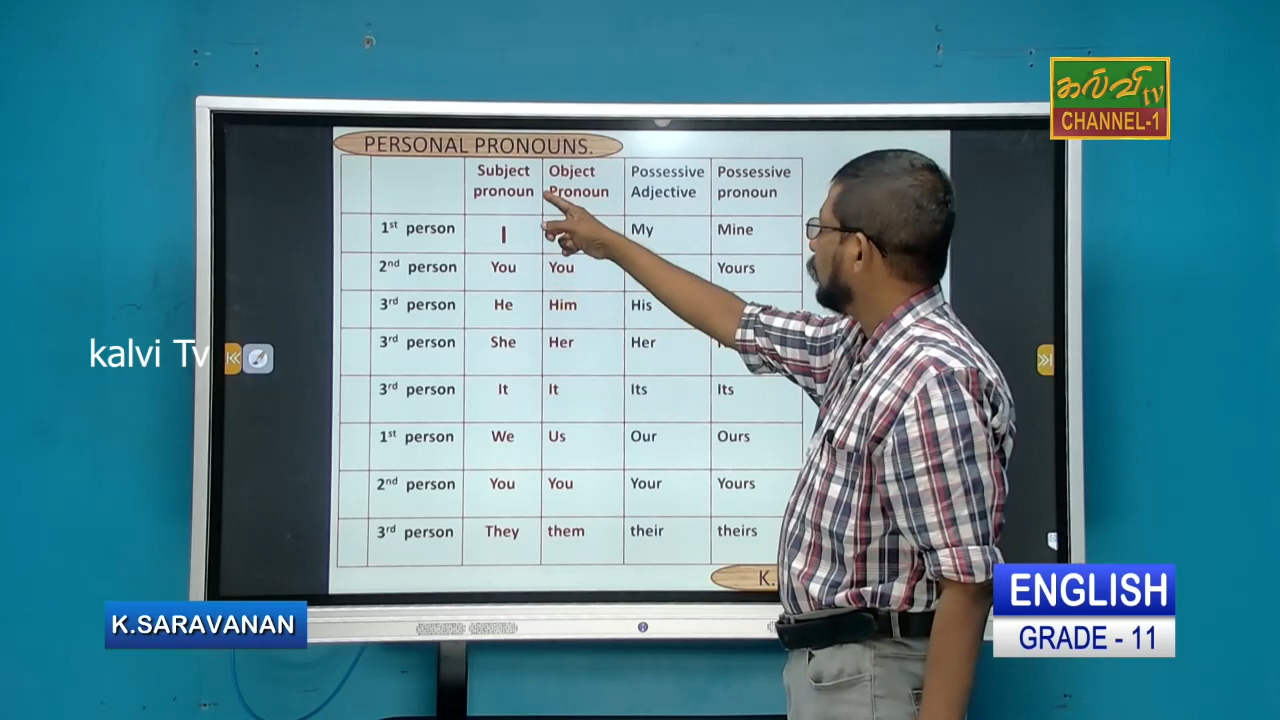 கல்வி tv
CHANNEL-1
PERSONAL PRONOUNS.
Subject pronoun Object Pronoun Possessive Adjective Possessive pronoun
1st person I My Mine
2nd person You You Yours
3rd person He Him His
3rd person She Her Her
3rd person It It Its Its
1st person We Us Our Ours
2nd person You You Your Yours
3rd person They them their theirs
K.
kalvi Tv
K.SARAVANAN
ENGLISH
GRADE - 11